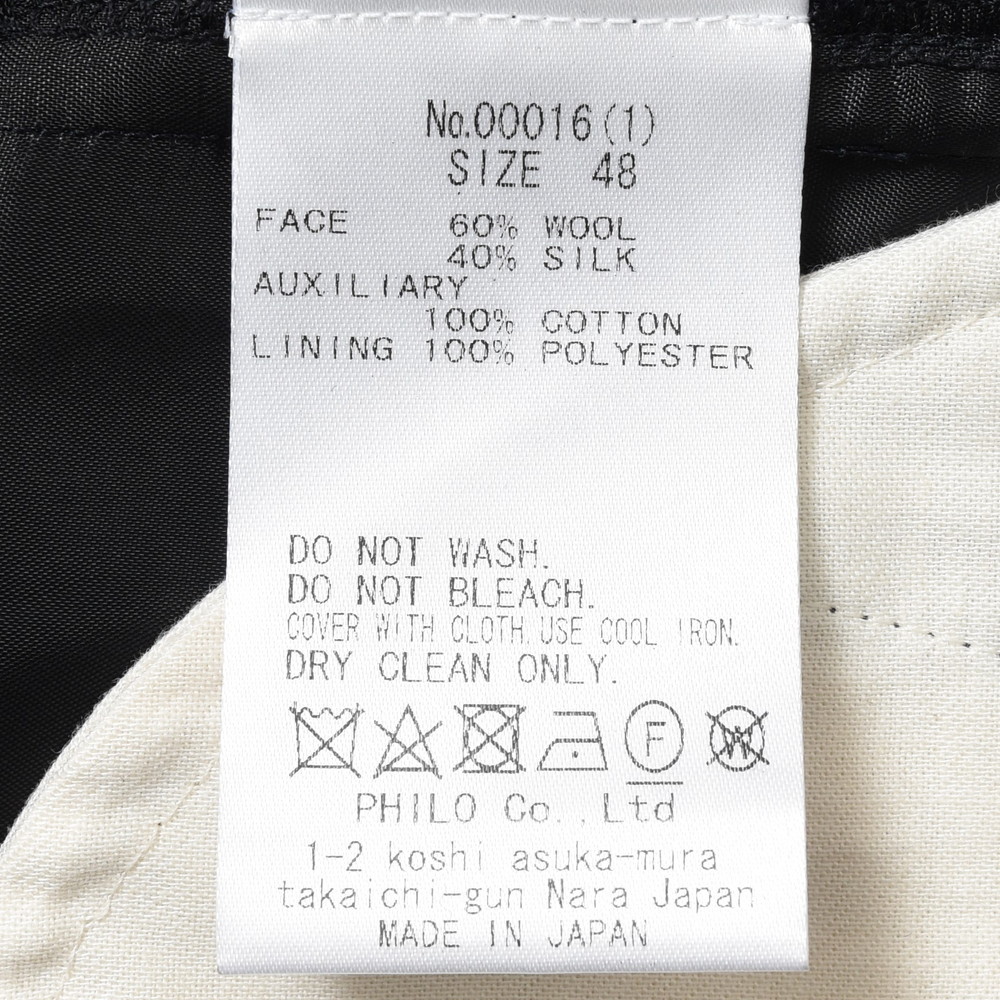 No.00016(1)
SIZE 48
FACE 60% WOOL
40% SILK
AUXILIARY
100% COTTON
LINING 100% POLYESTER
DO NOT WASH.
DO NOT BLEACH.
COVER WITH CLOTH.USE COOL IRON.
DRY CLEAN ONLY.
F W
PHILO Co.,Ltd
1-2 koshi asuka-mura
takaichi-gun Nara Japan
MADE IN JAPAN